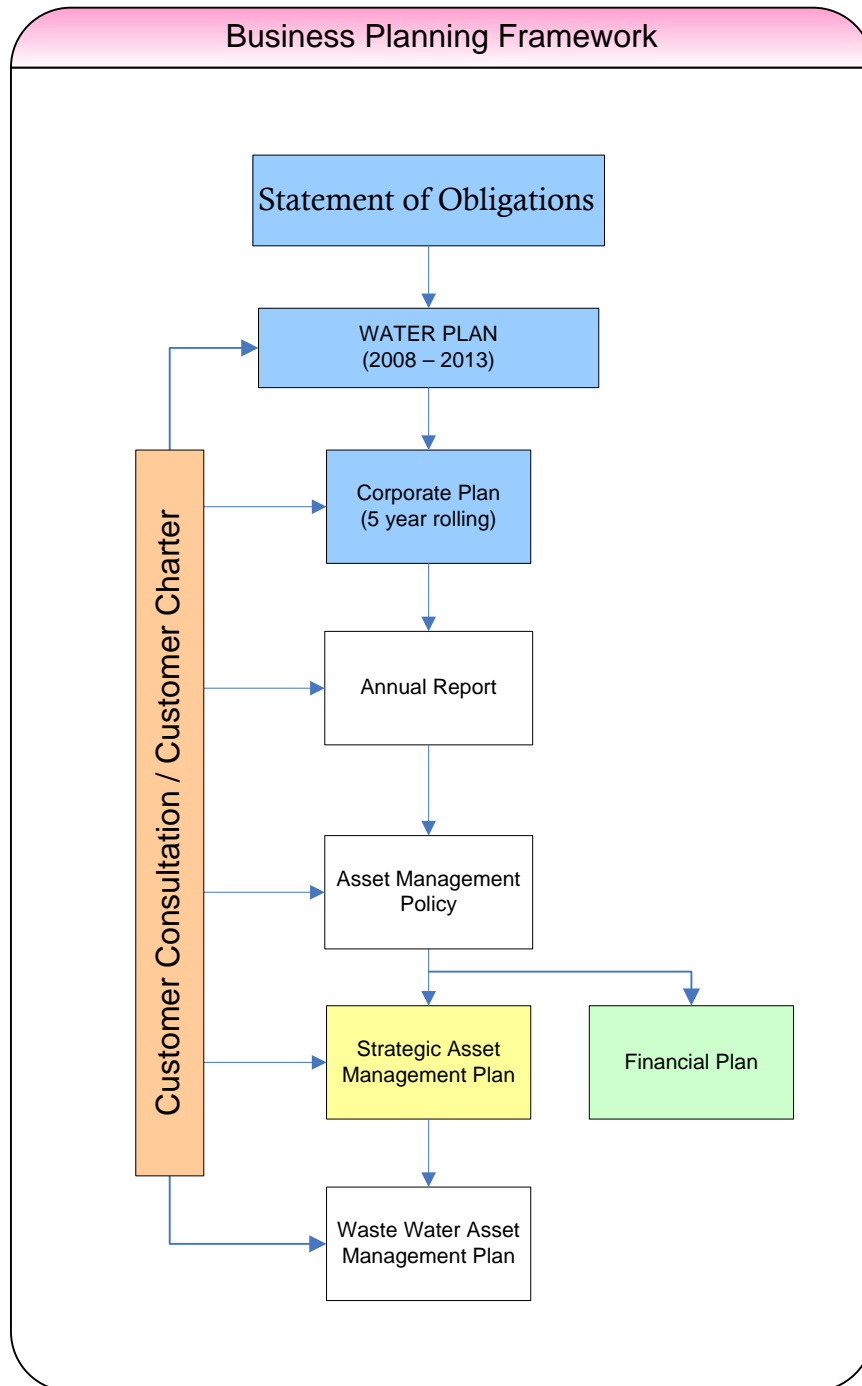 Business Planning Framework
Statement of Obligations
WATER PLAN
(2008 – 2013)
Customer Consultation / Customer Charter
Corporate Plan
(5 year rolling)
Annual Report
Asset Management
Policy
Strategic Asset
Management Plan
Financial Plan
Waste Water Asset
Management Plan